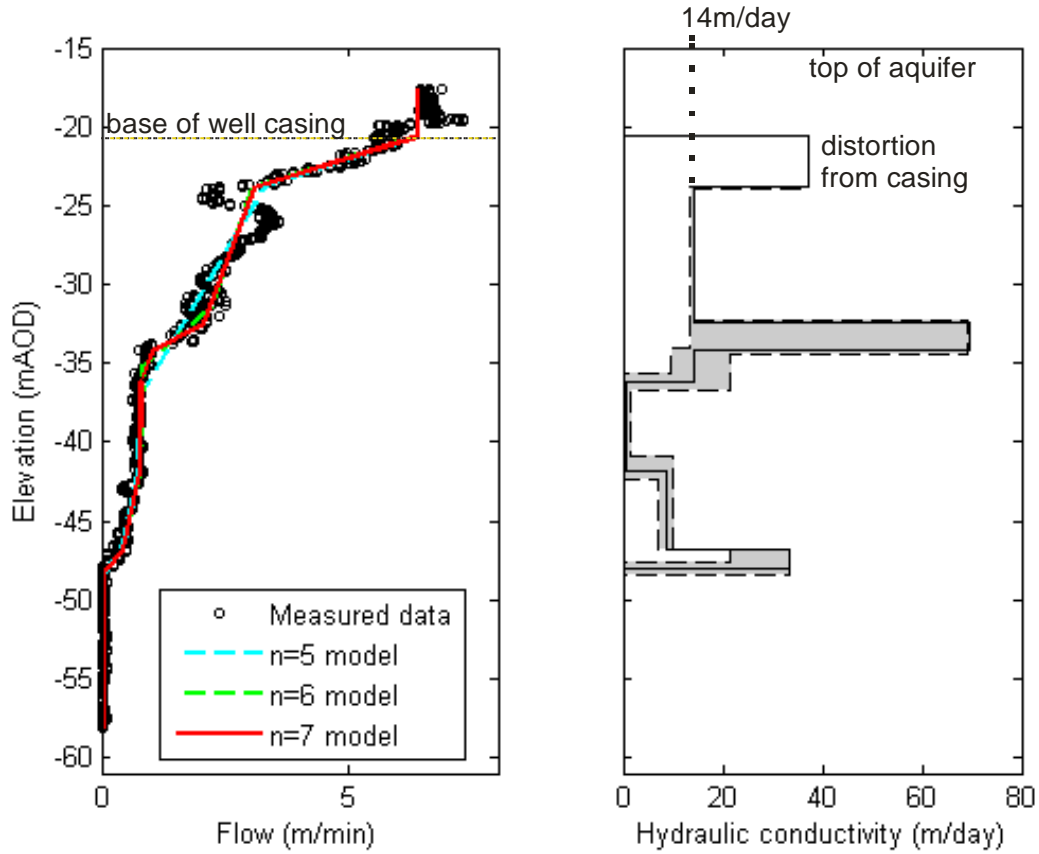 14m/day
-15
-20
-25
-30
-35
-40
-45
-50
-55
-60
Elevation (mAOD)
base of well casing
Measured data
n=5 model
n=6 model
n=7 model
0
5
Flow (m/min)
top of aquifer
distortion
from casing
0
20
40
60
80
Hydraulic conductivity (m/day)